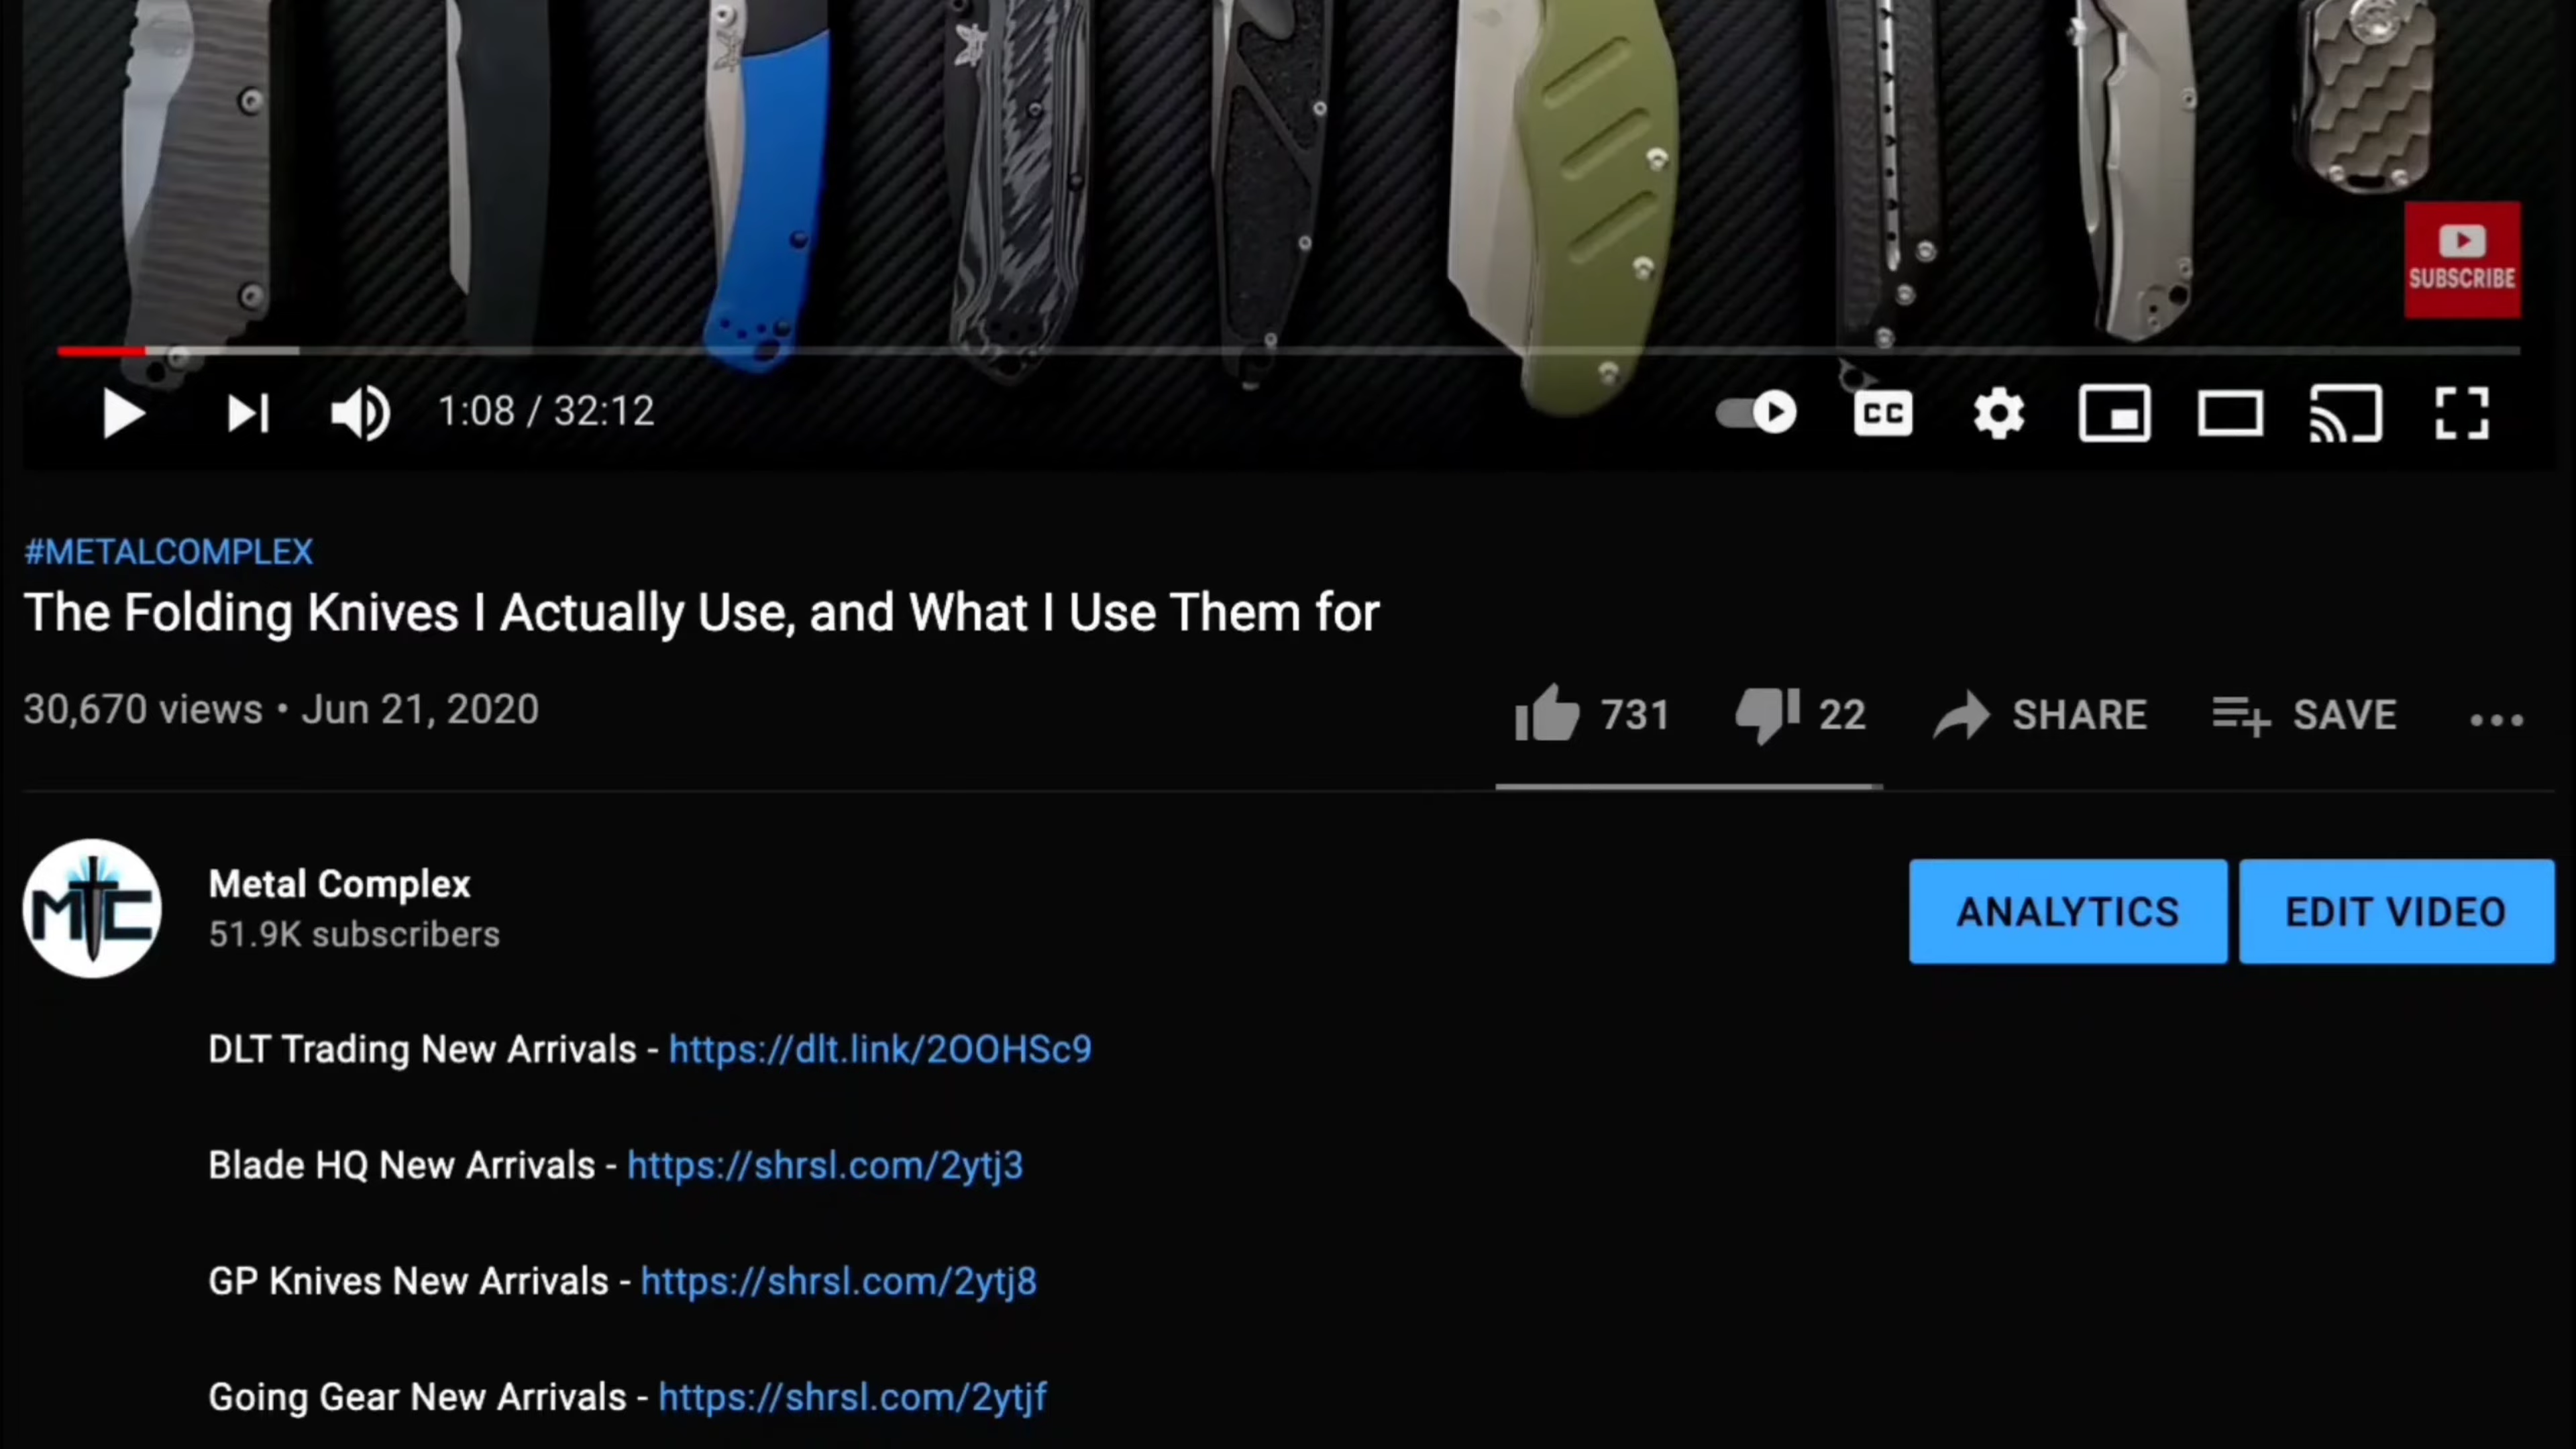 SUBSCRIBE
1:08 / 32:12
CC
#METALCOMPLEX
The Folding Knives I Actually Use, and What I Use Them for
30,670 views • Jun 21, 2020
731
22
SHARE
SAVE
MTC
Metal Complex
51.9K subscribers
ANALYTICS
EDIT VIDEO
DLT Trading New Arrivals - https://dlt.link/2OOHSc9
Blade HQ New Arrivals - https://shrsl.com/2ytj3
GP Knives New Arrivals - https://shrsl.com/2ytj8
Going Gear New Arrivals - https://shrsl.com/2ytjf